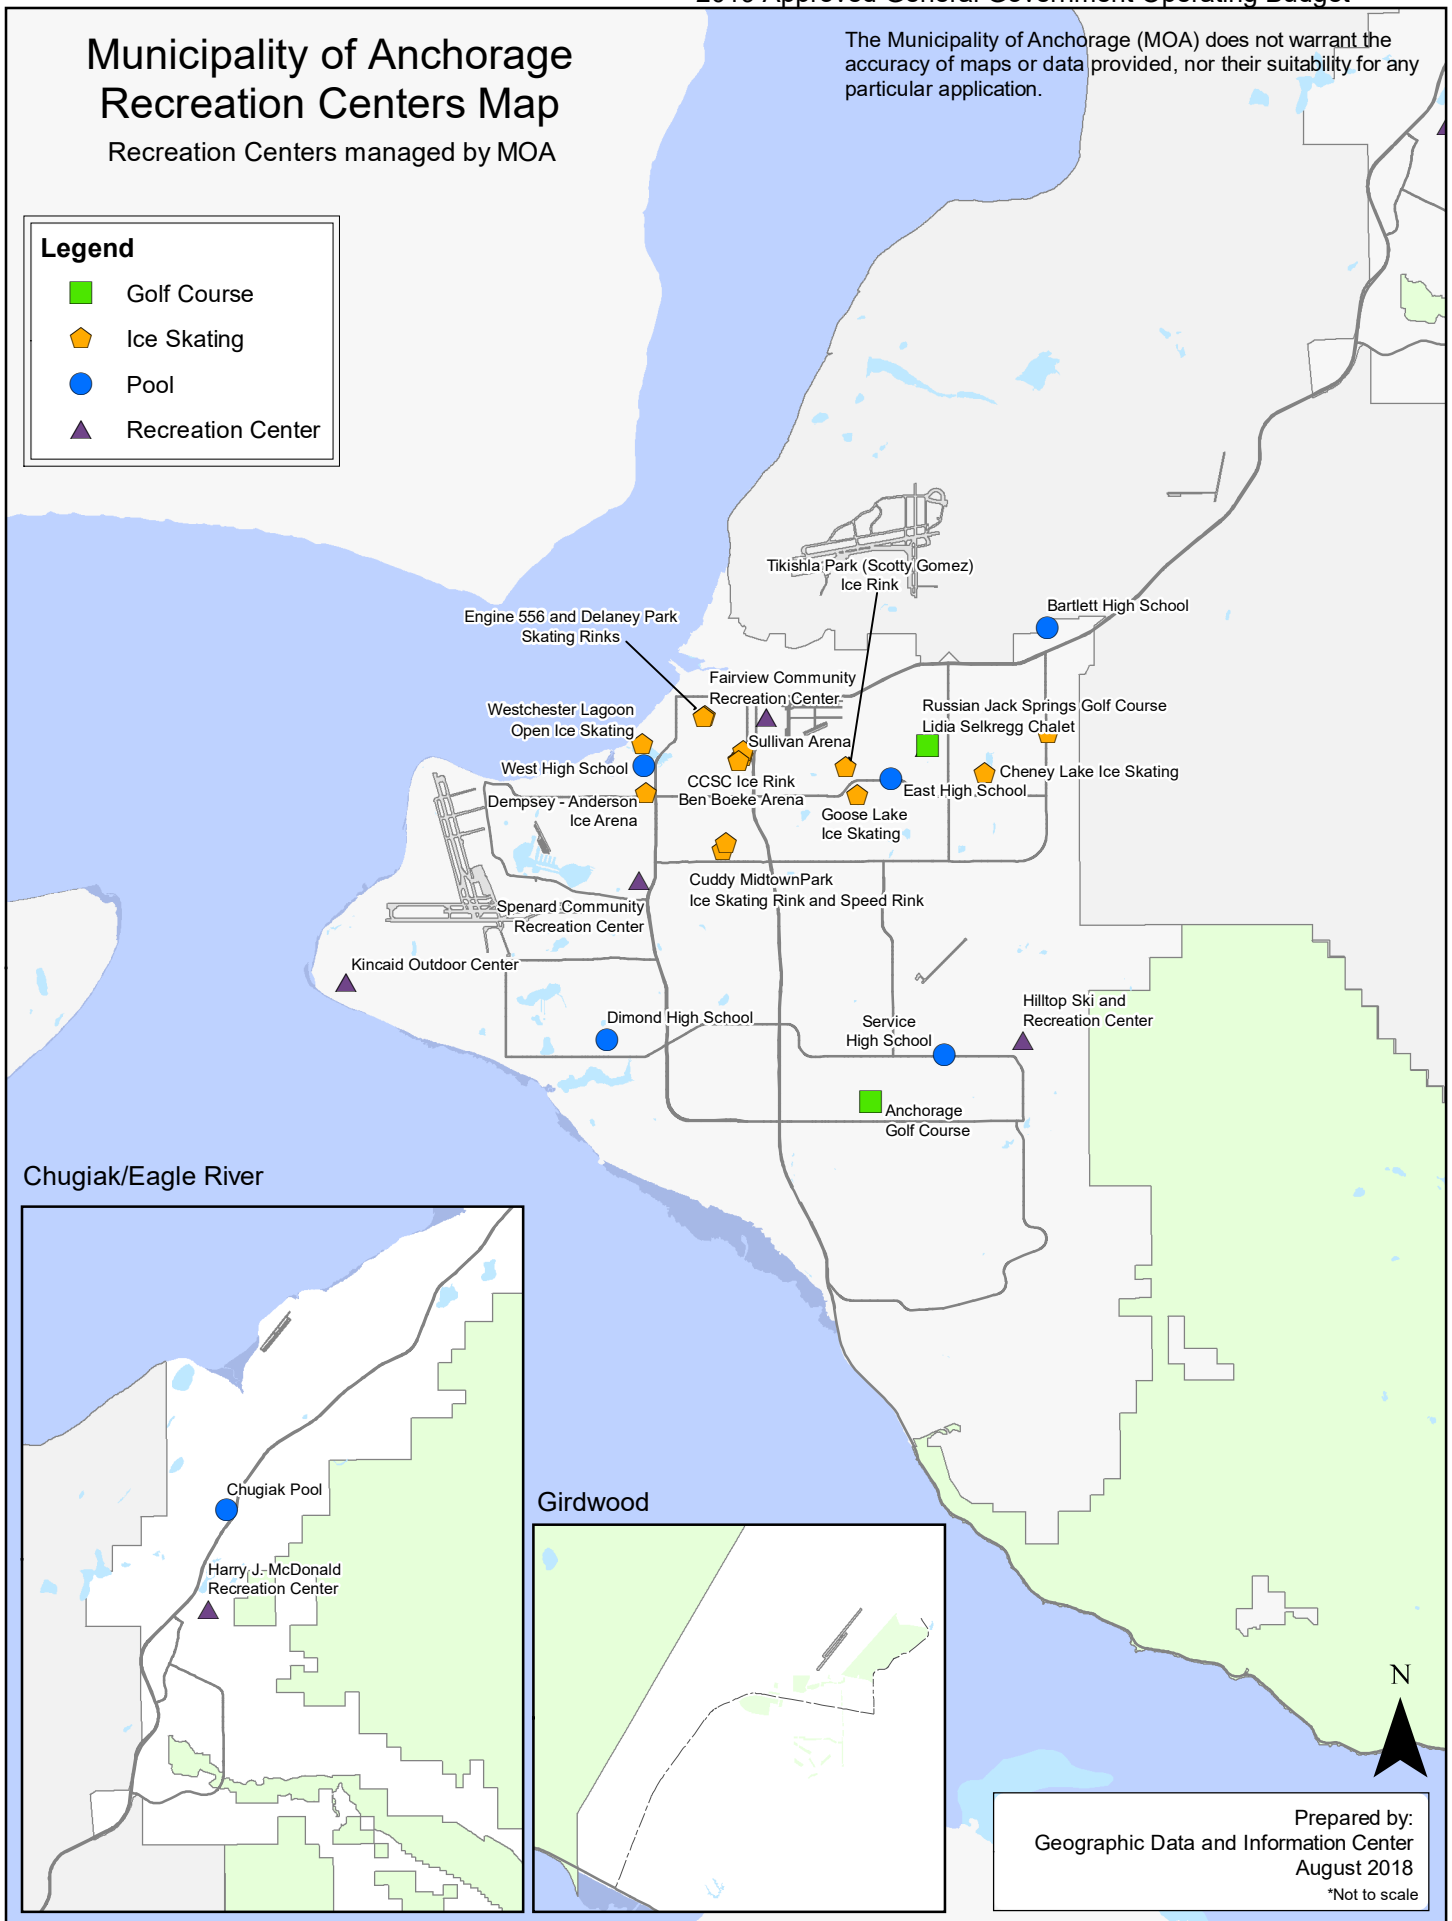 Municipality of Anchorage
Recreation Centers Map
Recreation Centers managed by MOA
The Municipality of Anchorage (MOA) does not warrant the
accuracy of maps or data provided, nor their suitability for any
particular application.
Legend
Golf Course
Ice Skating
Pool
Recreation Center
Tikishla Park (Scotty Gomez)
Ice Rink
Engine 556 and Delaney Park
Skating Rinks
Bartlett High School
Fairview Community
Recreation Center
Westchester Lagoon
Open Ice Skating
Russian Jack Springs Golf Course
Lidia Selkregg Chalet
Sullivan Arena
West High School
CCSC Ice Rink
Ben Boeke Arena
Cheney Lake Ice Skating
East High School
Dempsey - Anderson
Ice Arena
Goose Lake
Ice Skating
Cuddy MidtownPark
Ice Skating Rink and Speed Rink
Spenard Community
Recreation Center
Kincaid Outdoor Center
Hilltop Ski and
Recreation Center
Dimond High School
Service
High School
Anchorage
Golf Course
Chugiak/Eagle River
Chugiak Pool
Harry J. McDonald
Recreation Center
Girdwood
N
Prepared by:
Geographic Data and Information Center
August 2018
*Not to scale